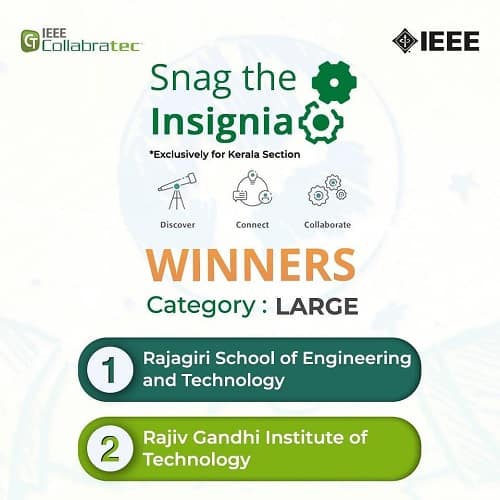 IEEE
Collabratec™
IEEE
Snag the
Insignia
*Exclusively for Kerala Section
Discover
Connect
Collaborate
WINNERS
Category : LARGE
1
Rajagiri School of Engineering
and Technology
2
Rajiv Gandhi Institute of
Technology